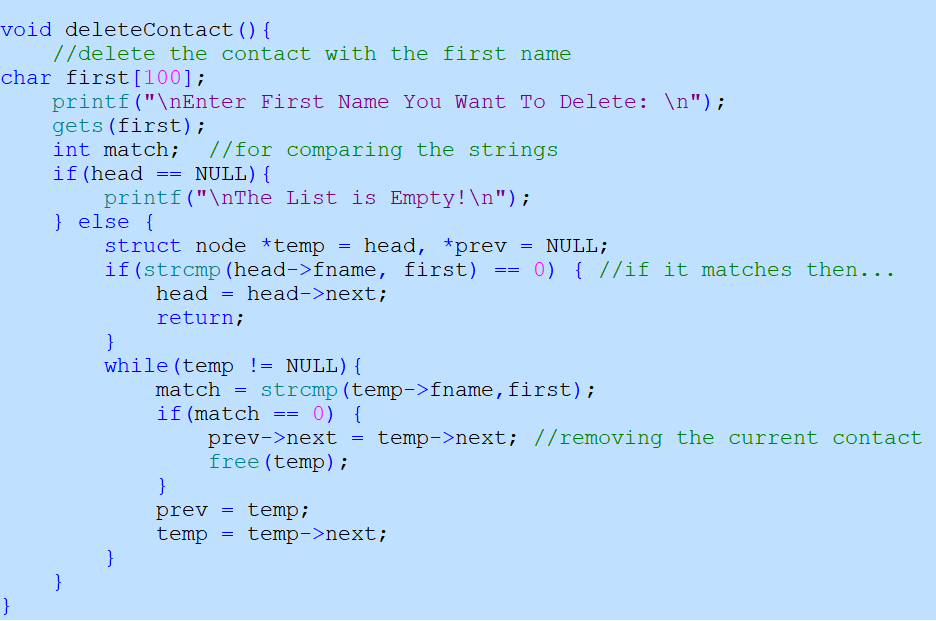 void deleteContact(){
    //delete the contact with the first name
char first[100];
    printf("\nEnter First Name You Want To Delete: \n");
    gets(first);
    int match;  //for comparing the strings
    if(head == NULL){
        printf("\nThe List is Empty!\n");
    } else {
        struct node *temp = head, *prev = NULL;
        if(strcmp(head->fname, first) == 0) { //if it matches then...
            head = head->next;
            return;
        }
        while(temp != NULL){
            match = strcmp(temp->fname,first);
            if(match == 0) {
                prev->next = temp->next; //removing the current contact
                free(temp);
            }
            prev = temp;
            temp = temp->next;
        }
    }
}